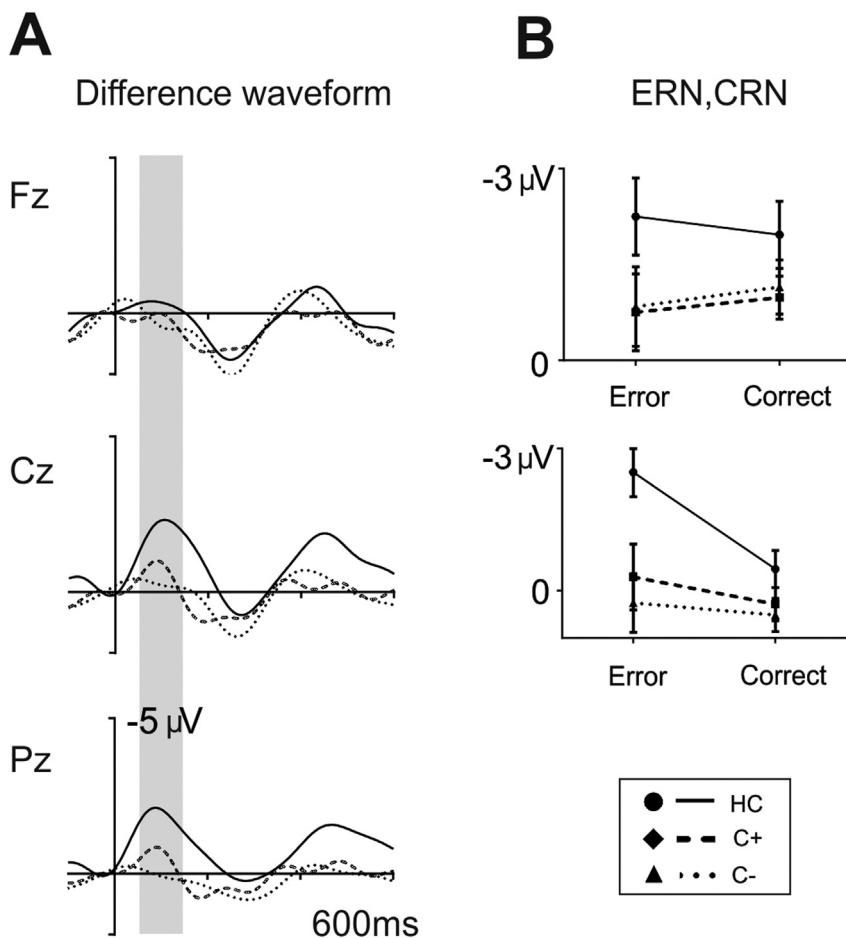 A
B
Difference waveform
ERN,CRN
Fz
-3 µV
0
Error
Correct
Cz
-3 µV
0
Error
Correct
-5 µV
Pz
600ms
HC
C+
C-